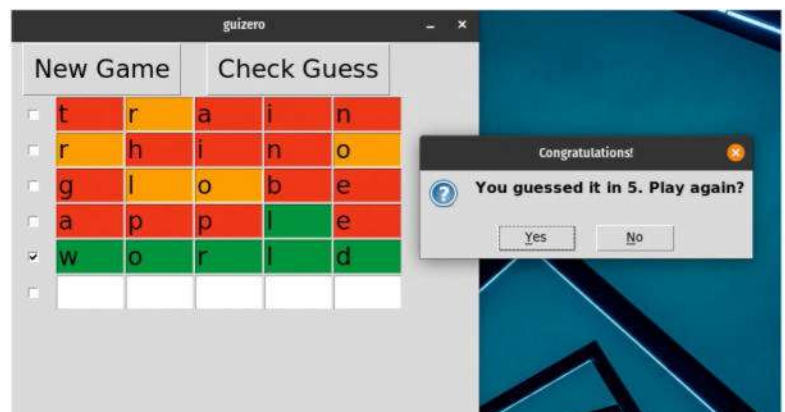 guizero
New Game Check Guess
t r a i n
r h i n o
g l o b e
a p p l e
w o r l d
Congratulations!
You guessed it in 5. Play again?
Yes No